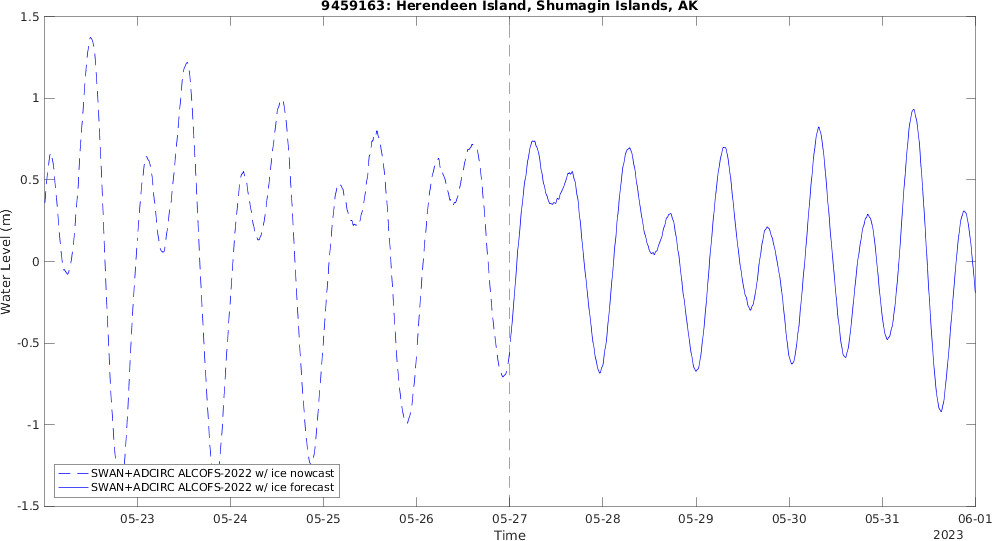 9459163: Herendeen Island, Shumagin Islands, AK
1.5
1
0.5
0
-0.5
-1
-1.5
Water Level (m)
SWAN+ADCIRC ALCOFS-2022 w/ ice nowcast
SWAN+ADCIRC ALCOFS-2022 w/ ice forecast
05-23 05-24 05-25 05-26 05-27 05-28 05-29 05-30 05-31 06-01
Time
2023